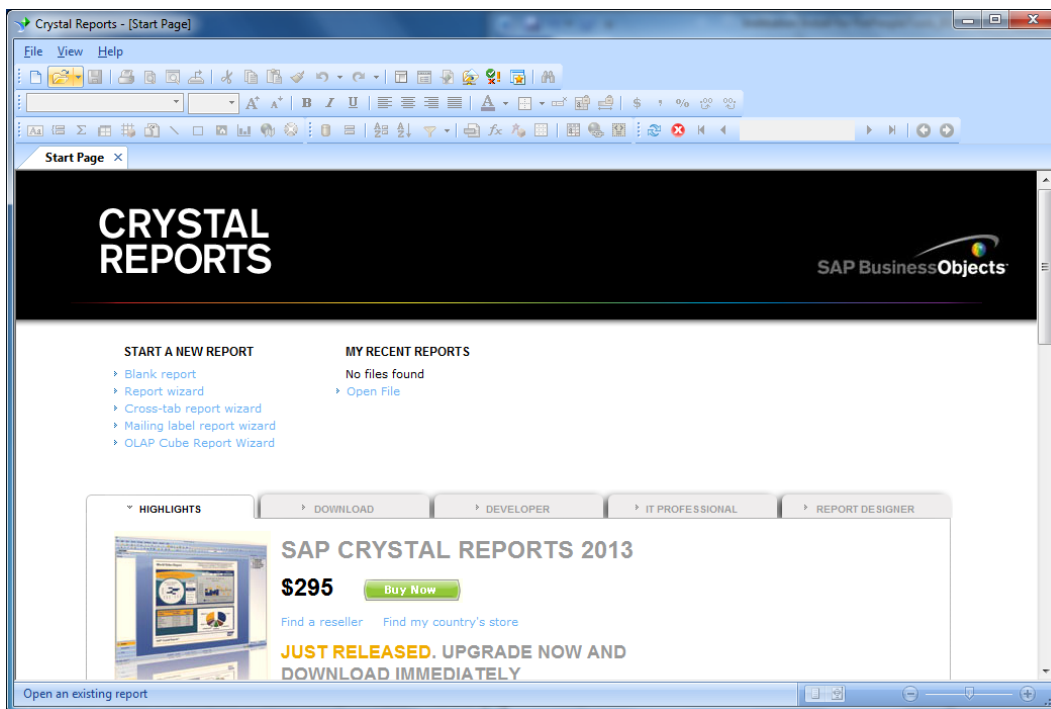 Crystal Reports - [Start Page]
File View Help
B I U $ , %
Σ fx
Start Page ×
CRYSTAL
REPORTS
SAP BusinessObjects
START A NEW REPORT
Blank report
Report wizard
Cross-tab report wizard
Mailing label report wizard
OLAP Cube Report Wizard
MY RECENT REPORTS
No files found
Open File
HIGHLIGHTS DOWNLOAD DEVELOPER IT PROFESSIONAL REPORT DESIGNER
SAP CRYSTAL REPORTS 2013
$295 Buy Now
Find a reseller Find my country's store
JUST RELEASED. UPGRADE NOW AND
DOWNLOAD IMMEDIATELY
Open an existing report